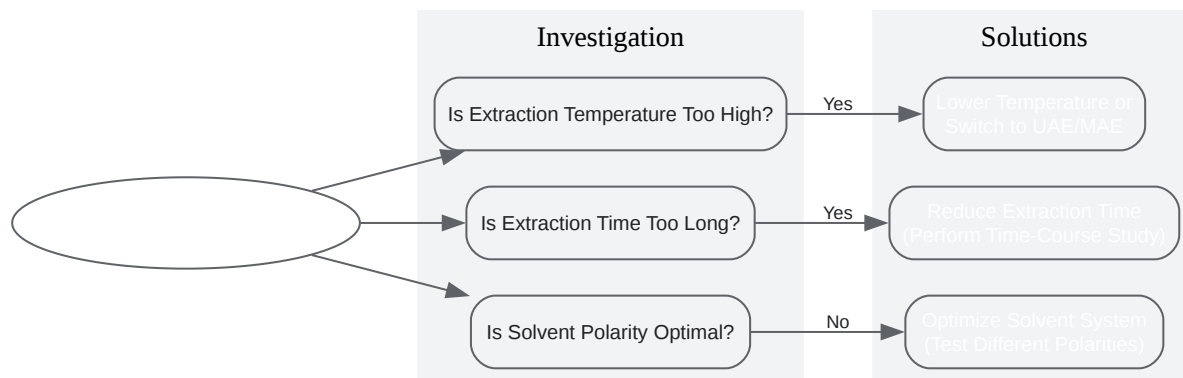 Investigation
Solutions
Is Extraction Temperature Too High?
Yes
Lower Temperature or
Switch to UAE/MAE
Is Extraction Time Too Long?
Yes
Reduce Extraction Time
(Perform Time-Course Study)
Is Solvent Polarity Optimal?
No
Optimize Solvent System
(Test Different Polarities)